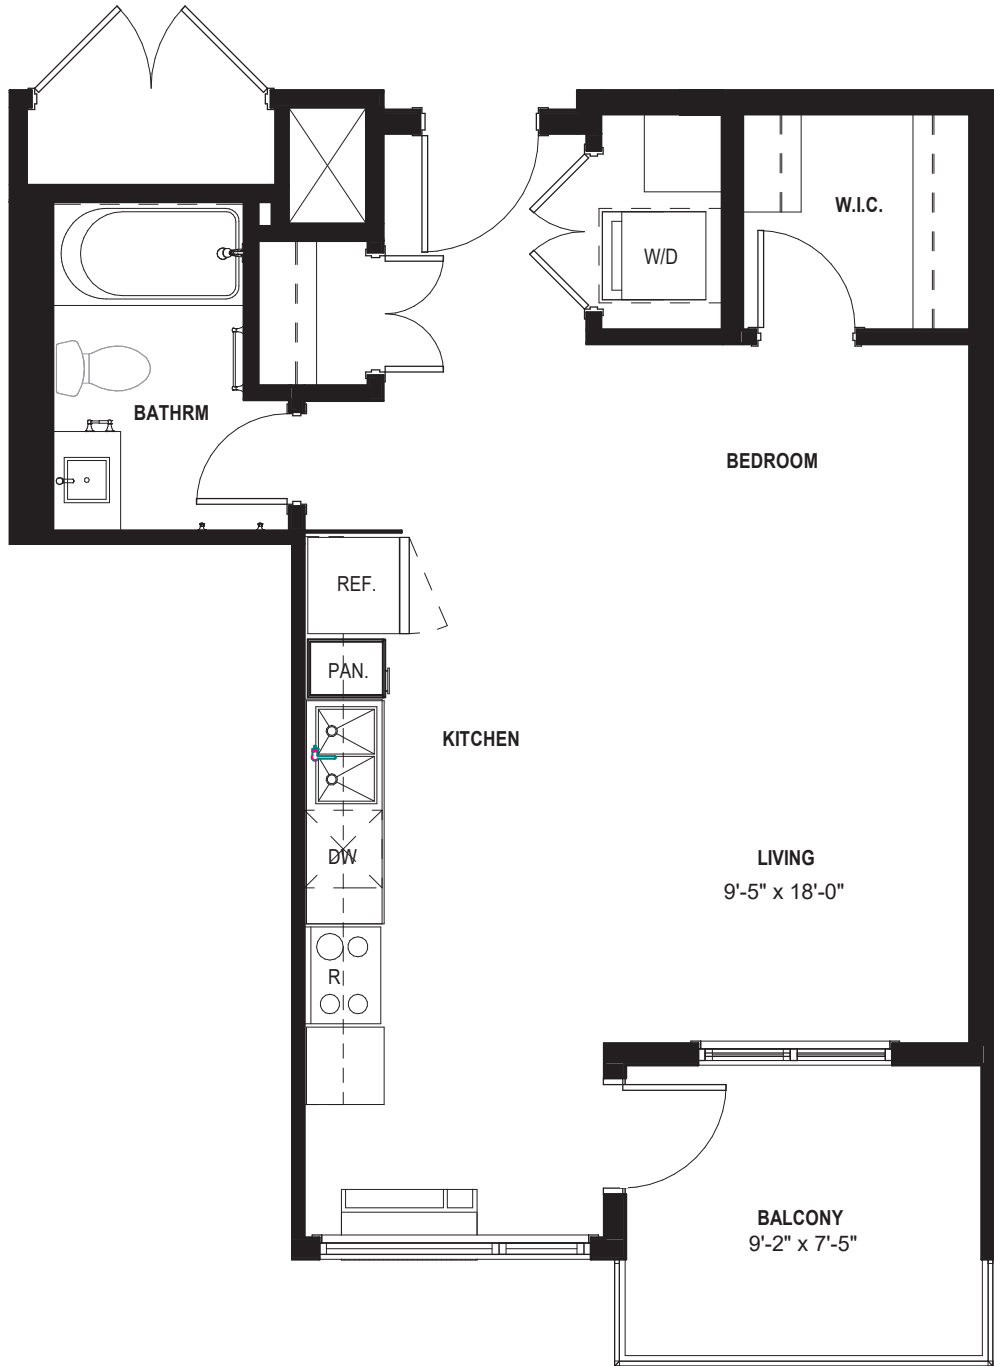 W.I.C.
W/D
BATHRM
BEDROOM
REF.
PAN.
KITCHEN
DW
LIVING
9'-5" x 18'-0"
R
BALCONY
9'-2" x 7'-5"